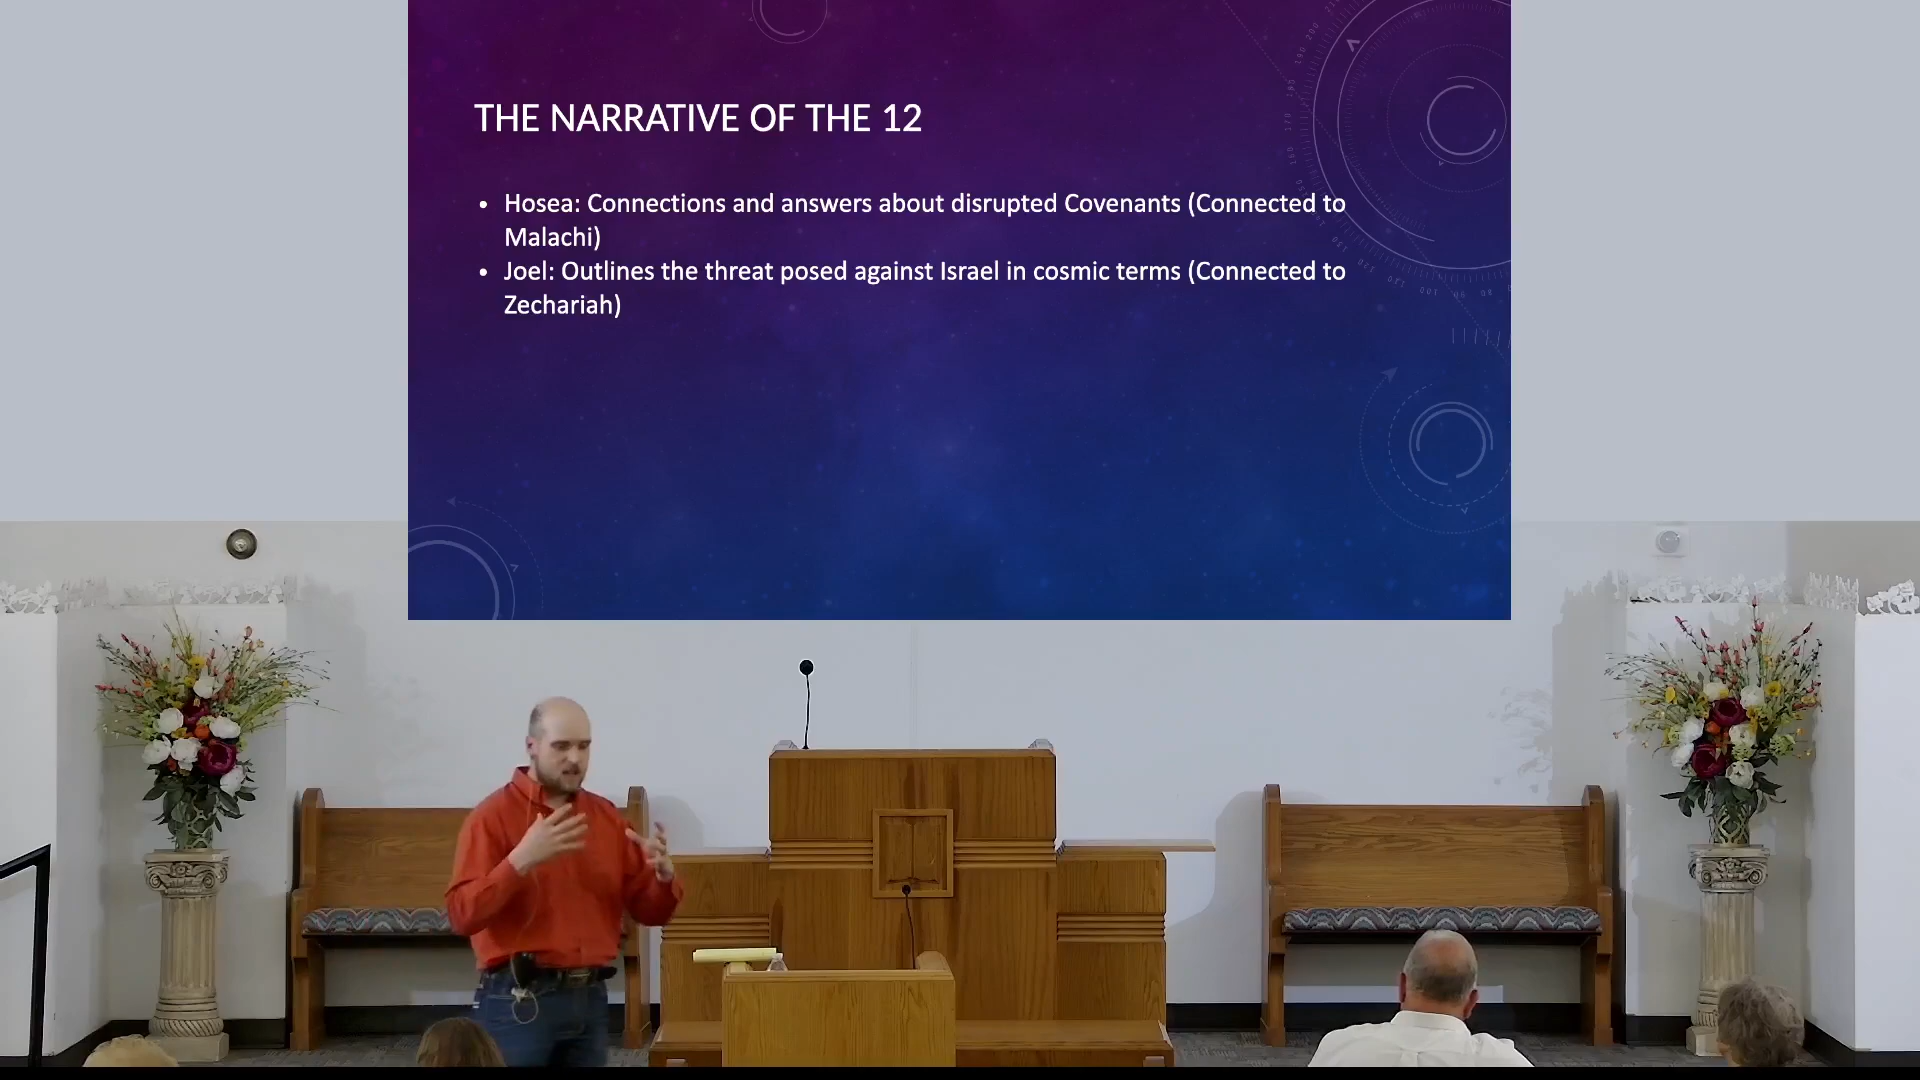 THE NARRATIVE OF THE 12
• Hosea: Connections and answers about disrupted Covenants (Connected to
Malachi)
• Joel: Outlines the threat posed against Israel in cosmic terms (Connected to
Zechariah)